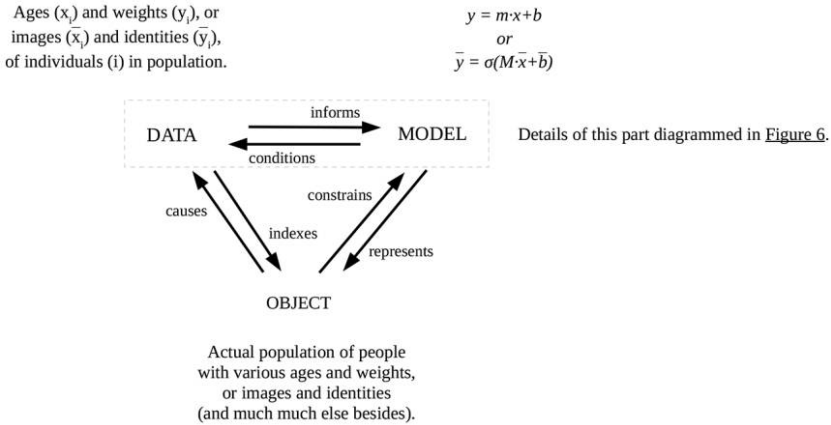 Ages (xᵢ) and weights (yᵢ), or
images (x̅ᵢ) and identities (y̅ᵢ),
of individuals (i) in population.
y = m·x+b
or
y̅ = σ(M·x̅+b̅)
informs
DATA
MODEL
Details of this part diagrammed in Figure 6.
conditions
constrains
causes
indexes
represents
OBJECT
Actual population of people
with various ages and weights,
or images and identities
(and much much else besides).